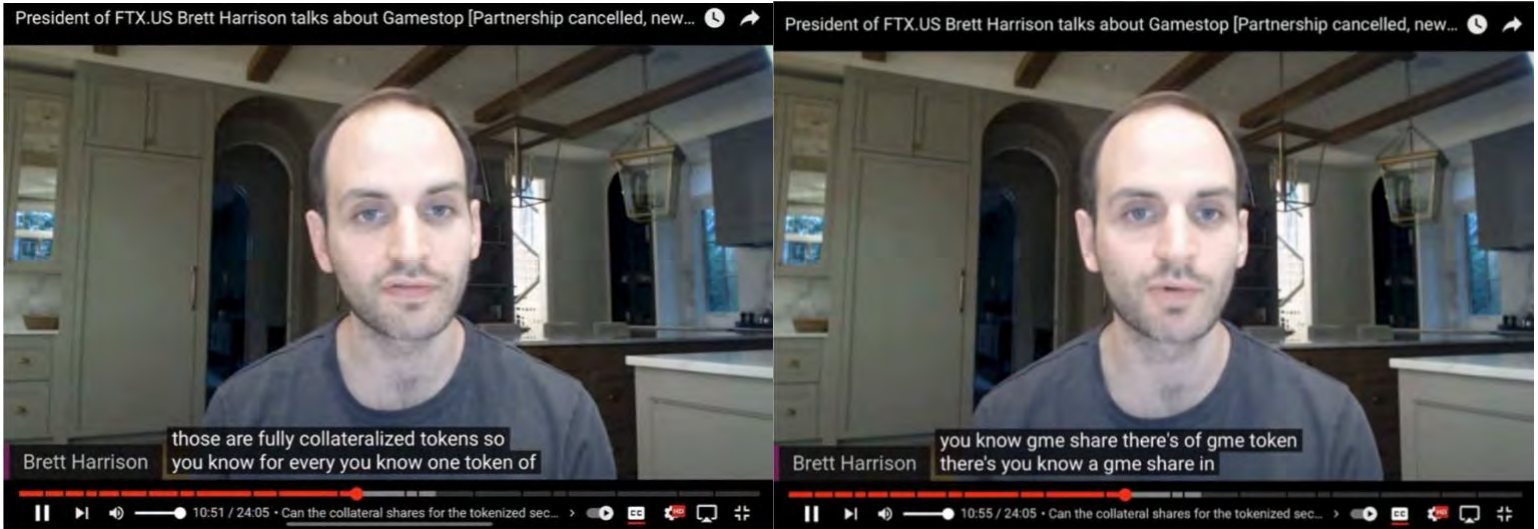 President of FTX.US Brett Harrison talks about Gamestop [Partnership cancelled, new...
those are fully collateralized tokens so
you know for every you know one token of
Brett Harrison
10:51 / 24:05 • Can the collateral shares for the tokenized sec...
CC
HD
President of FTX.US Brett Harrison talks about Gamestop [Partnership cancelled, new...
you know gme share there's of gme token
there's you know a gme share in
Brett Harrison
10:55 / 24:05 • Can the collateral shares for the tokenized sec...
CC
HD